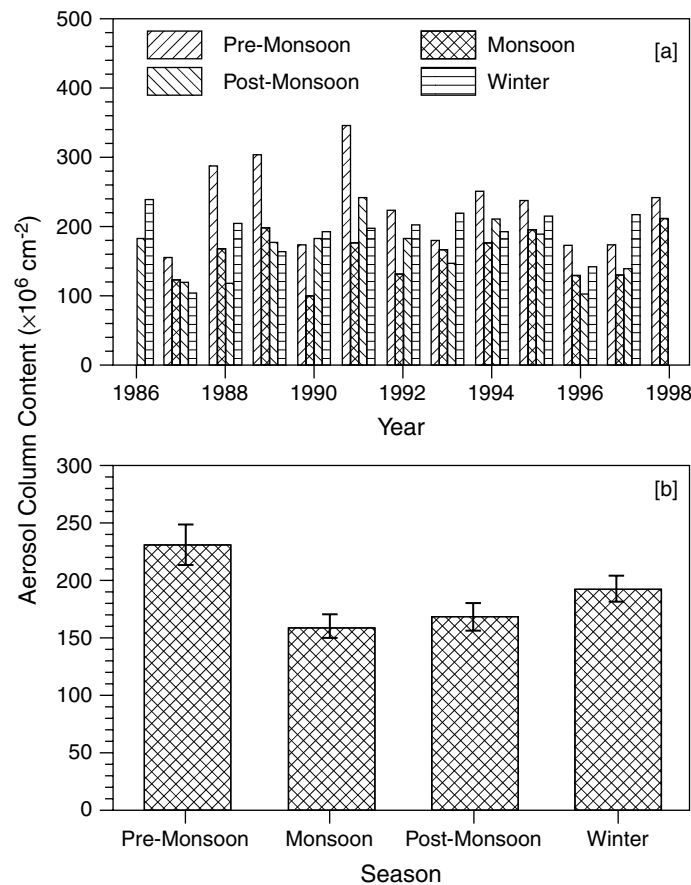 Aerosol Column Content (×10⁶ cm⁻²)
500
400
300
200
100
0
Pre-Monsoon
Monsoon
[a]
Post-Monsoon
Winter
1986
1988
1990
1992
1994
1996
1998
Year
300
250
200
150
100
50
0
[b]
Pre-Monsoon
Monsoon
Post-Monsoon
Winter
Season